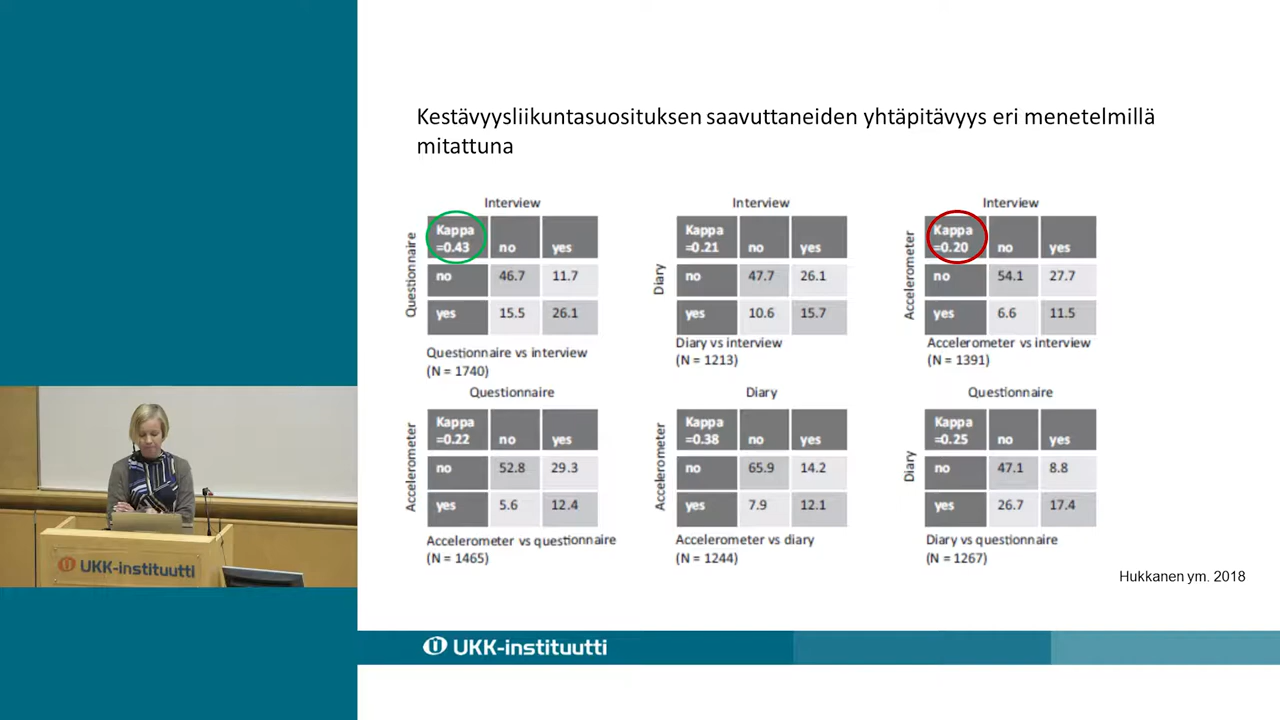 Kestävyysliikuntasuosituksen saavuttaneiden yhtäpitävyys eri menetelmillä
mitattuna
Interview
Questionnaire
Kappa =0.43 no yes
no 46.7 11.7
yes 15.5 26.1
Questionnaire vs interview
(N = 1740)
Interview
Diary
Kappa =0.21 no yes
no 47.7 26.1
yes 10.6 15.7
Diary vs interview
(N = 1213)
Interview
Accelerometer
Kappa =0.20 no yes
no 54.1 27.7
yes 6.6 11.5
Accelerometer vs interview
(N = 1391)
Questionnaire
Accelerometer
Kappa =0.22 no yes
no 52.8 29.3
yes 5.6 12.4
Accelerometer vs questionnaire
(N = 1465)
Diary
Accelerometer
Kappa =0.38 no yes
no 65.9 14.2
yes 7.9 12.1
Accelerometer vs diary
(N = 1244)
Questionnaire
Diary
Kappa =0.25 no yes
no 47.1 8.8
yes 26.7 17.4
Diary vs questionnaire
(N = 1267)
Hukkanen ym. 2018
UKK-instituutti
UKK-instituutti